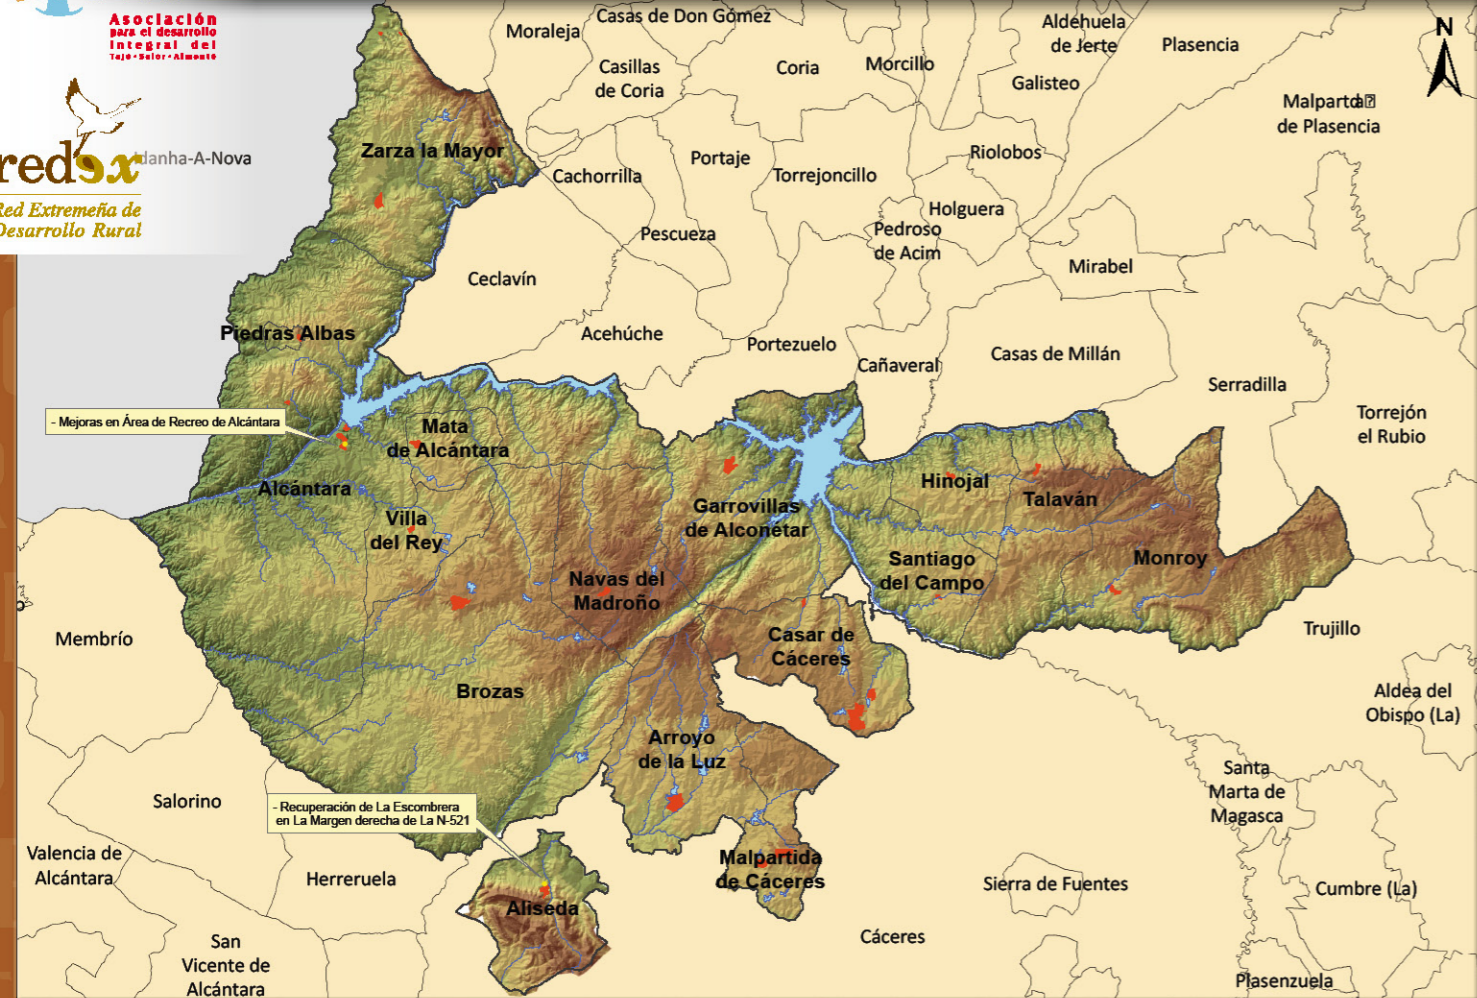 Asociación
para el desarrollo
integral del
Tajo-Salor-Almonte
redex
Red Extremeña de
Desarrollo Rural
Idanha-A-Nova
Moraleja
Casas de Don Gómez
Casillas
de Coria
Coria
Morcillo
Aldehuela
de Jerte
Galisteo
Plasencia
N
Malpartida
de Plasencia
Zarza la Mayor
Cachorrilla
Portaje
Torrejoncillo
Riolobos
Holguera
Pedroso
de Acim
Pescueza
Mirabel
Ceclavín
Piedras Albas
Acehúche
Portezuelo
Cañaveral
Casas de Millán
Serradilla
Torrejón
el Rubio
- Mejoras en Área de Recreo de Alcántara
Mata
de Alcántara
Alcántara
Villa
del Rey
Garrovillas
de Alconétar
Hinojal
Talaván
Santiago
del Campo
Monroy
Navas del
Madroño
Casar de
Cáceres
Membrío
Trujillo
Brozas
Aldea del
Obispo (La)
Arroyo
de la Luz
Santa
Marta de
Magasca
Salorino
- Recuperación de La Escombrera
en La Margen derecha de La N-521
Valencia de
Alcántara
Herreruela
Malpartida
de Cáceres
Sierra de Fuentes
Cumbre (La)
Aliseda
Cáceres
San
Vicente de
Alcántara
Plasenzuela